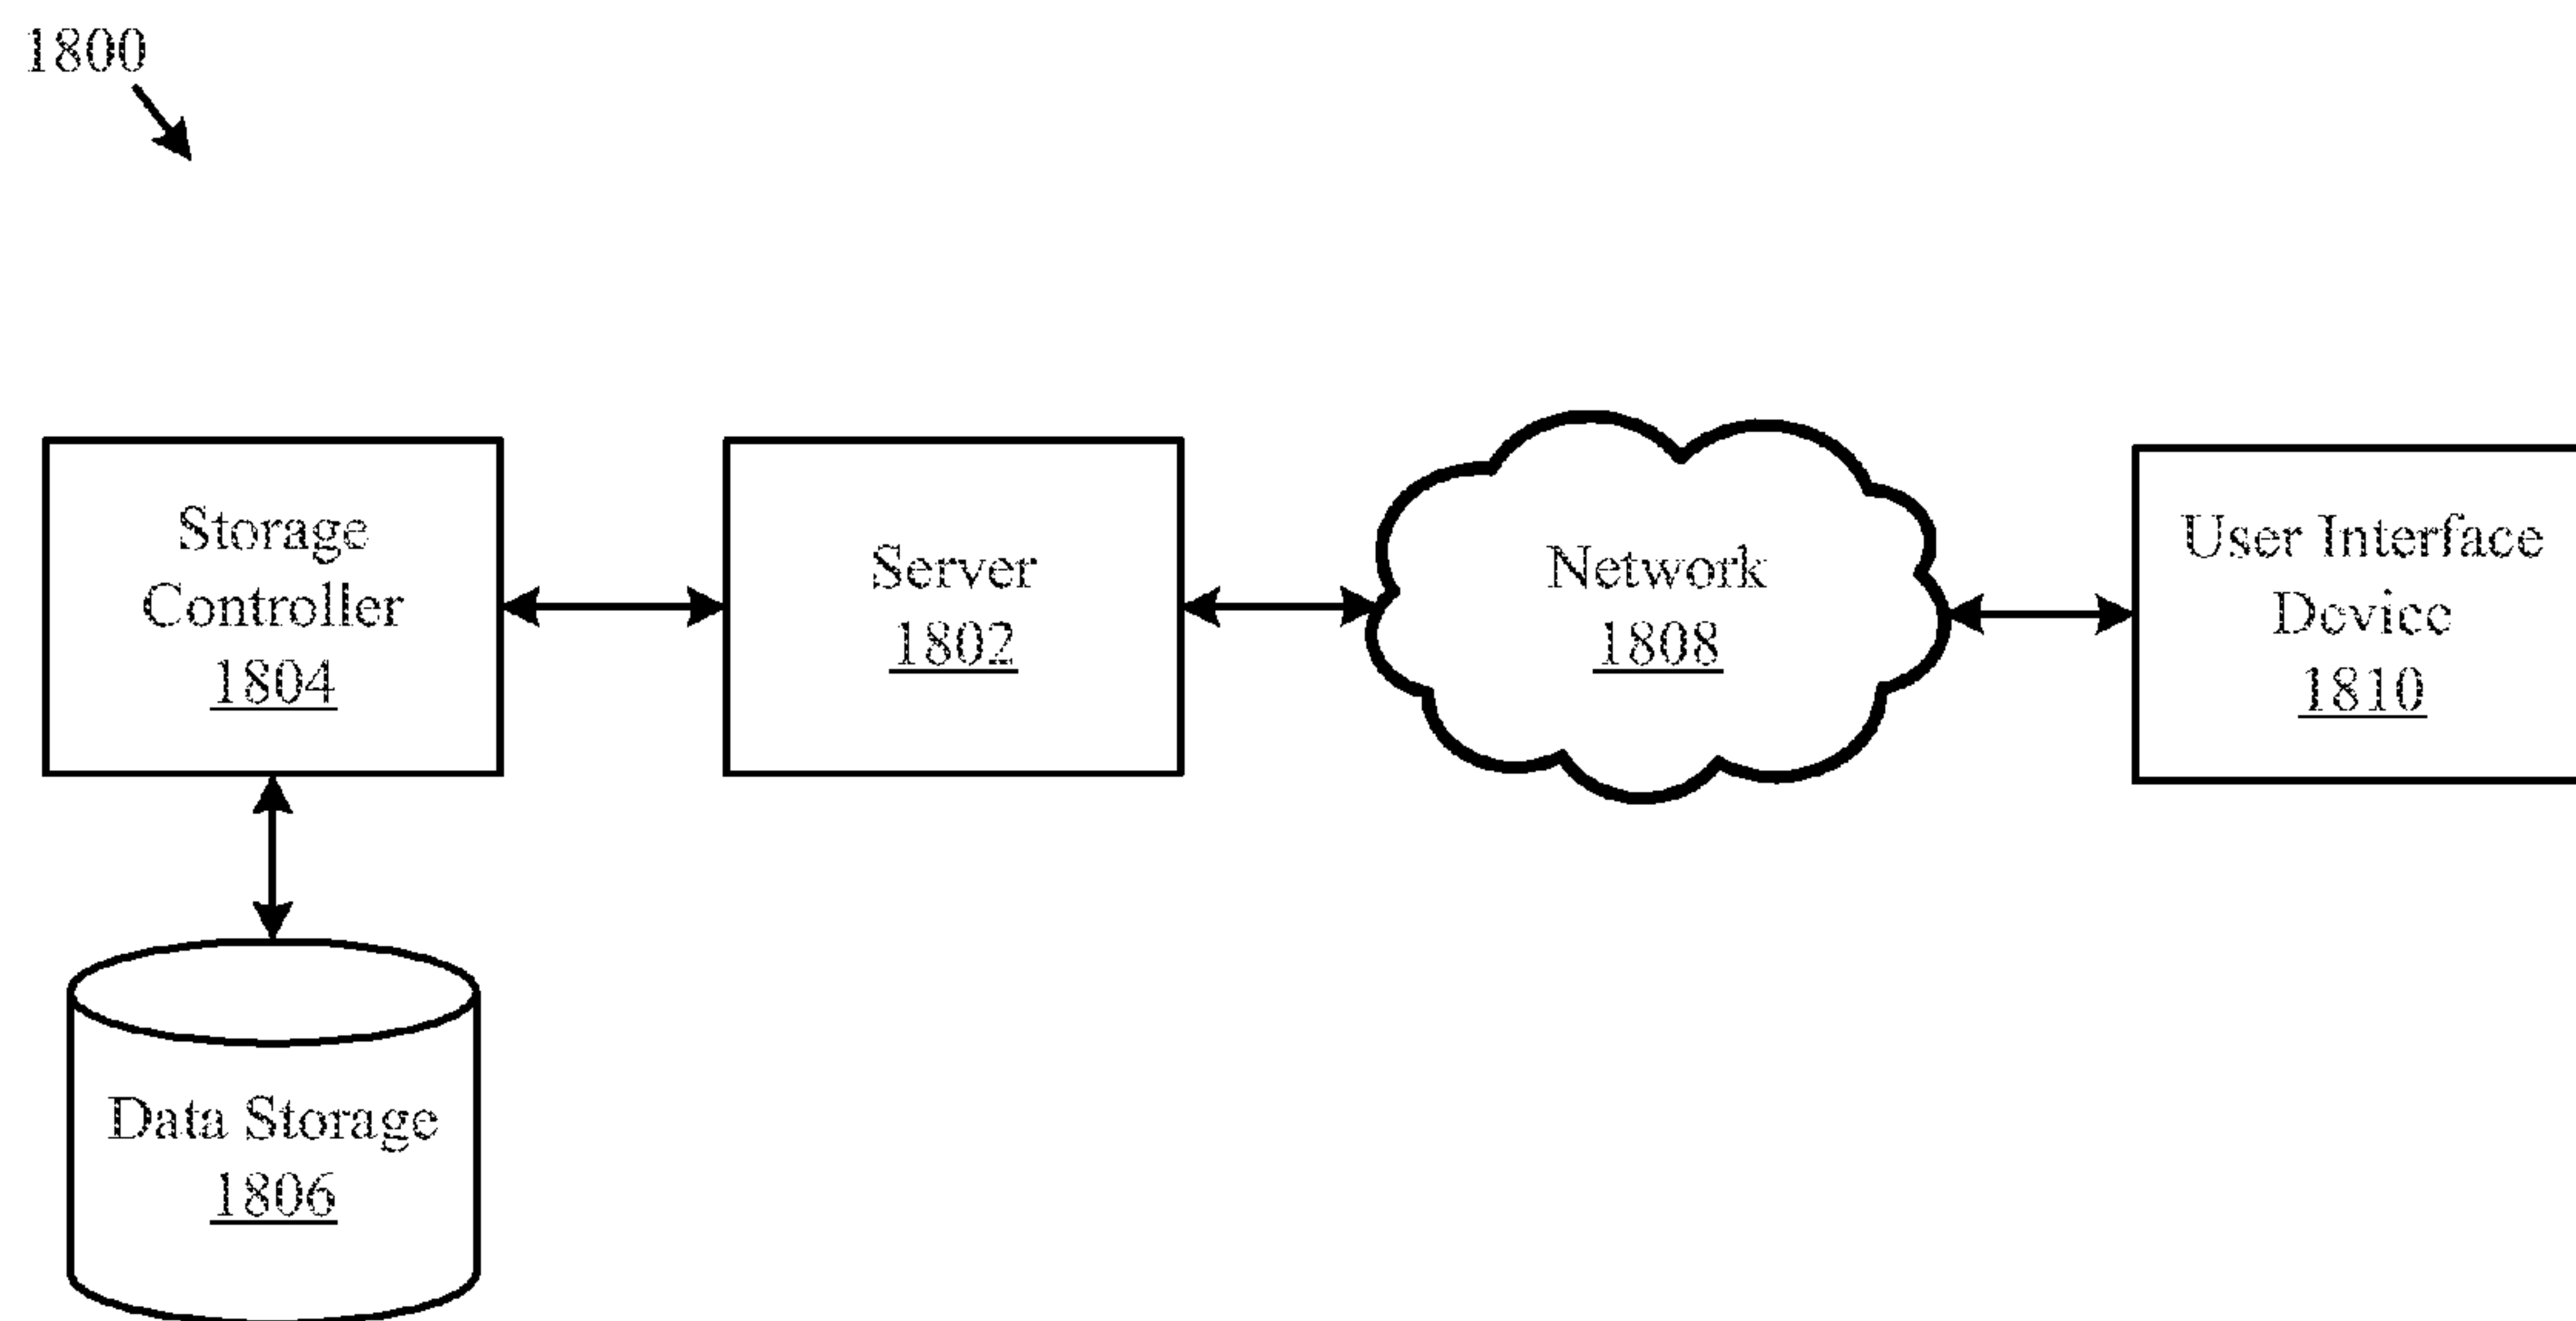 1800
Storage
Controller
1804
Server
1802
Network
1808
User Interface
Device
1810
Data Storage
1806